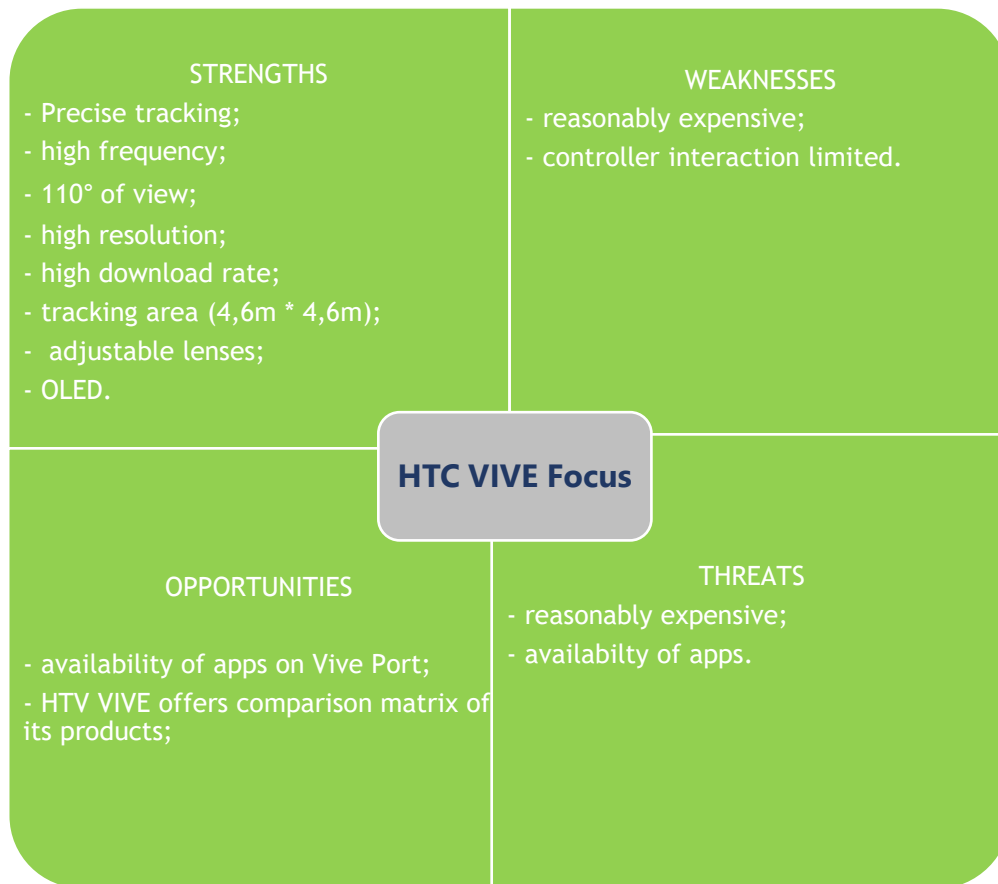 STRENGTHS
- Precise tracking;
- high frequency;
- 110° of view;
- high resolution;
- high download rate;
- tracking area (4,6m * 4,6m);
- adjustable lenses;
- OLED.
WEAKNESSES
- reasonably expensive;
- controller interaction limited.
HTC VIVE Focus
OPPORTUNITIES
- availability of apps on Vive Port;
- HTV VIVE offers comparison matrix of
its products;
THREATS
- reasonably expensive;
- availabilty of apps.